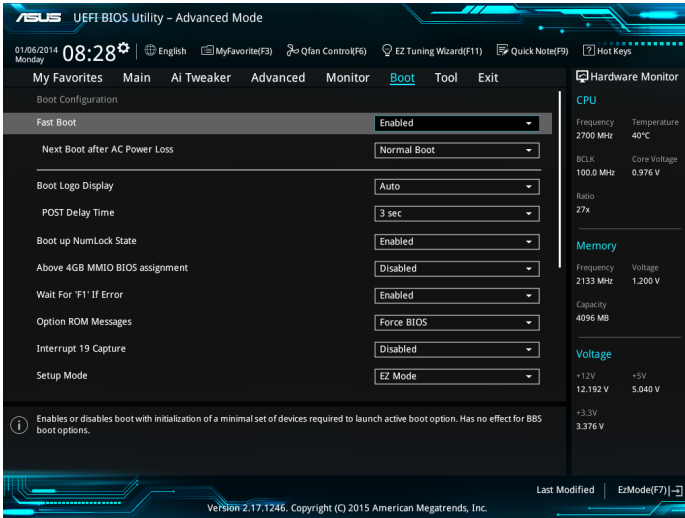 ASUS UEFI BIOS Utility – Advanced Mode
01/06/2014 Monday 08:28 English MyFavorite(F3) Qfan Control(F6) EZ Tuning Wizard(F11) Quick Note(F9) ? Hot Keys
My Favorites Main Ai Tweaker Advanced Monitor Boot Tool Exit
Boot Configuration
Fast Boot Enabled
Next Boot after AC Power Loss Normal Boot
Boot Logo Display Auto
POST Delay Time 3 sec
Boot up NumLock State Enabled
Above 4GB MMIO BIOS assignment Disabled
Wait For 'F1' If Error Enabled
Option ROM Messages Force BIOS
Interrupt 19 Capture Disabled
Setup Mode EZ Mode
Enables or disables boot with initialization of a minimal set of devices required to launch active boot option. Has no effect for BBS
boot options.
Hardware Monitor
CPU
Frequency Temperature
2700 MHz 40°C
BCLK Core Voltage
100.0 MHz 0.976 V
Ratio
27x
Memory
Frequency Voltage
2133 MHz 1.200 V
Capacity
4096 MB
Voltage
+12V +5V
12.192 V 5.040 V
+3.3V
3.376 V
Last Modified EzMode(F7)
Version 2.17.1246. Copyright (C) 2015 American Megatrends, Inc.